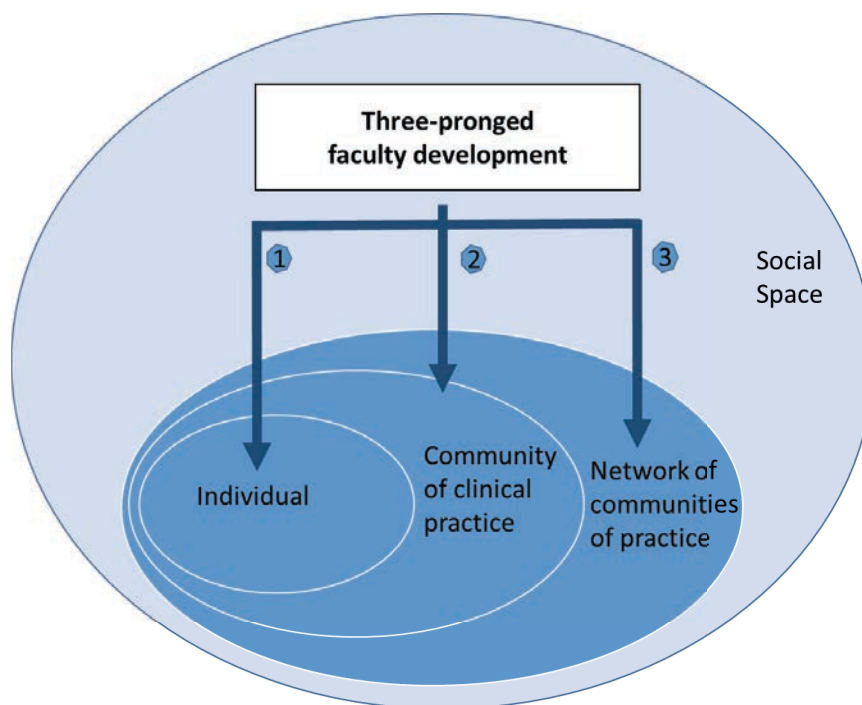 Three-pronged
faculty development
1
2
3
Social
Space
Individual
Community
of clinical
practice
Network of
communities
of practice